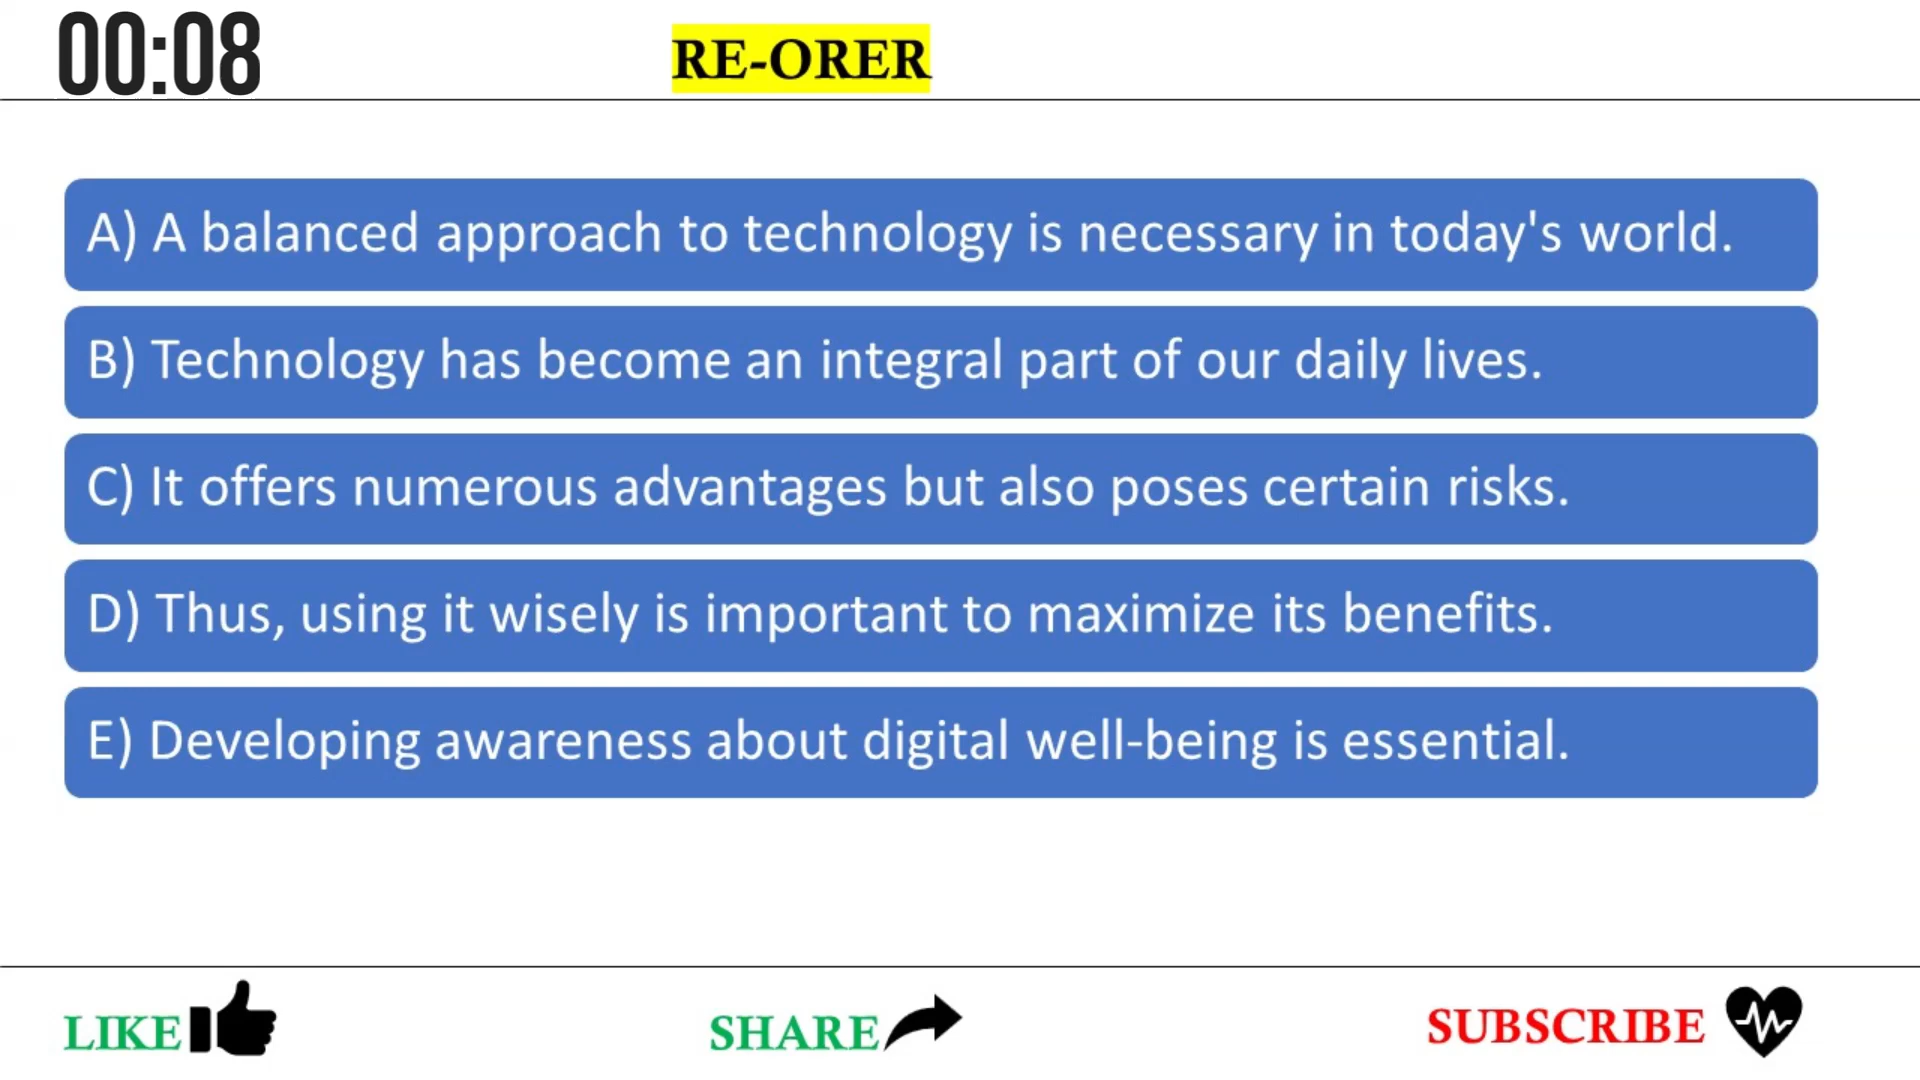 00:08
RE-ORER
A) A balanced approach to technology is necessary in today's world.
B) Technology has become an integral part of our daily lives.
C) It offers numerous advantages but also poses certain risks.
D) Thus, using it wisely is important to maximize its benefits.
E) Developing awareness about digital well-being is essential.
LIKE
SHARE
SUBSCRIBE